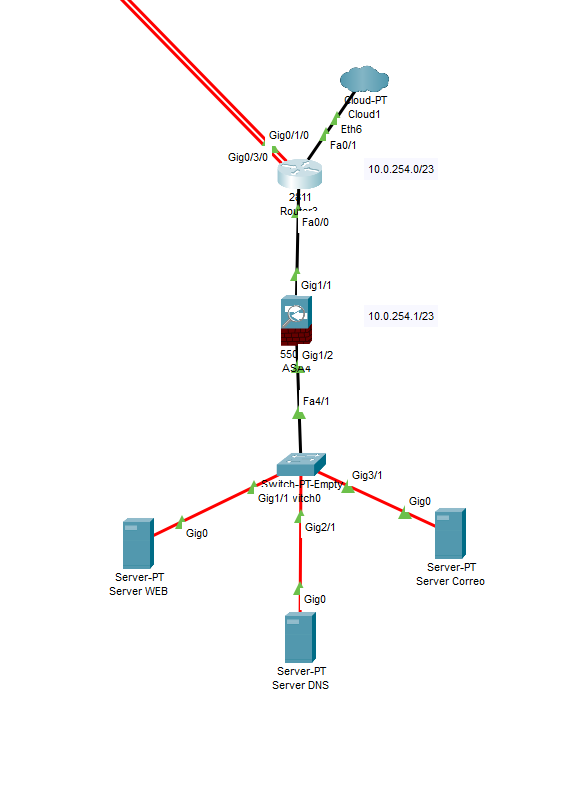 Cloud-PT
Cloud1
Eth6
Gig0/1/0
Fa0/1
Gig0/3/0
10.0.254.0/23
2811
Router3
Fa0/0
Gig1/1
10.0.254.1/23
Gig1/2
ASA4
Fa4/1
Gig3/1
Switch-PT-Empty
Gig1/1
Gig0
Gig2/1
Gig0
Server-PT
Server WEB
Server-PT
Server Correo
Gig0
Server-PT
Server DNS